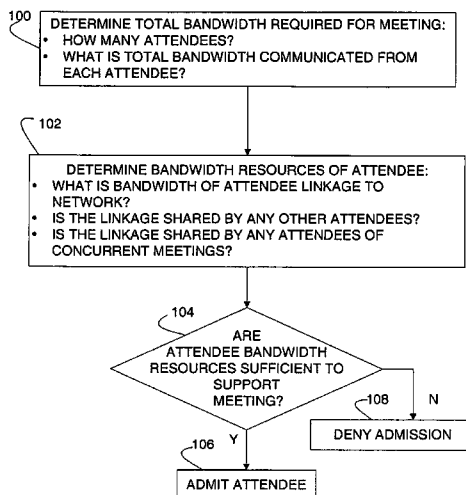 100
DETERMINE TOTAL BANDWIDTH REQUIRED FOR MEETING:
• HOW MANY ATTENDEES?
• WHAT IS TOTAL BANDWIDTH COMMUNICATED FROM
EACH ATTENDEE?
102
DETERMINE BANDWIDTH RESOURCES OF ATTENDEE:
• WHAT IS BANDWIDTH OF ATTENDEE LINKAGE TO
NETWORK?
• IS THE LINKAGE SHARED BY ANY OTHER ATTENDEES?
• IS THE LINKAGE SHARED BY ANY ATTENDEES OF
CONCURRENT MEETINGS?
104
ARE
ATTENDEE BANDWIDTH
RESOURCES SUFFICIENT TO
SUPPORT
MEETING?
N
108
DENY ADMISSION
Y
106
ADMIT ATTENDEE